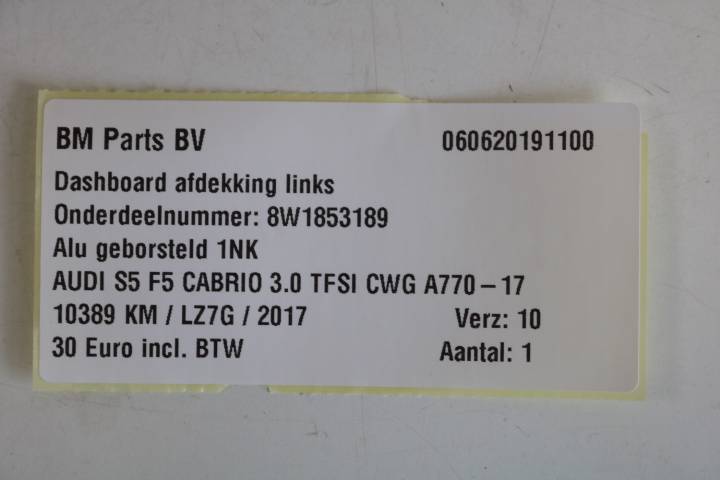 BM Parts BV 060620191100
Dashboard afdekking links
Onderdeelnummer: 8W1853189
Alu geborsteld 1NK
AUDI S5 F5 CABRIO 3.0 TFSI CWG A770-17
10389 KM / LZ7G / 2017 Verz: 10
30 Euro incl. BTW Aantal: 1